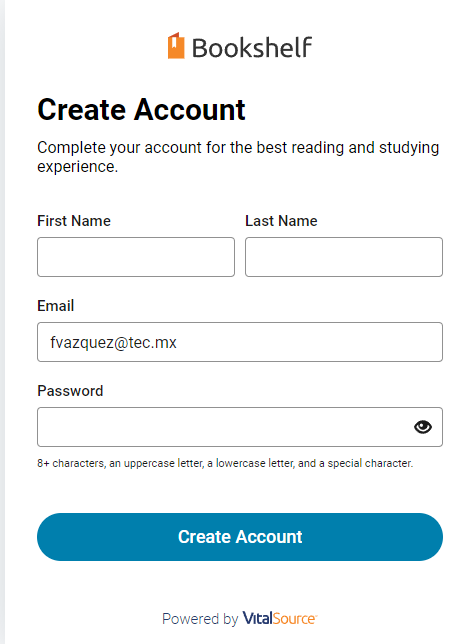 Bookshelf
Create Account
Complete your account for the best reading and studying
experience.
First Name Last Name
Email
fvazquez@tec.mx
Password
8+ characters, an uppercase letter, a lowercase letter, and a special character.
Create Account
Powered by VitalSource